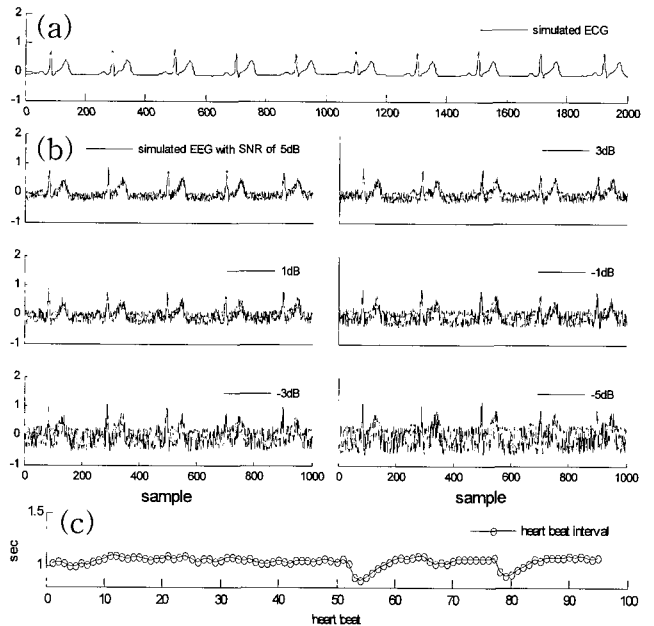 (a)
simulated ECG
2
1
0
-1
0 200 400 600 800 1000 1200 1400 1600 1800 2000
(b)
simulated EEG with SNR of 5dB
3dB
2
1
0
-1
1dB
-1dB
2
1
0
-1
-3dB
-5dB
2
1
0
-1
0 200 400 600 800 1000
0 200 400 600 800 1000
sample
sample
(c)
heart beat interval
1.5
1
sec
0 10 20 30 40 50 60 70 80 90 100
heart beat